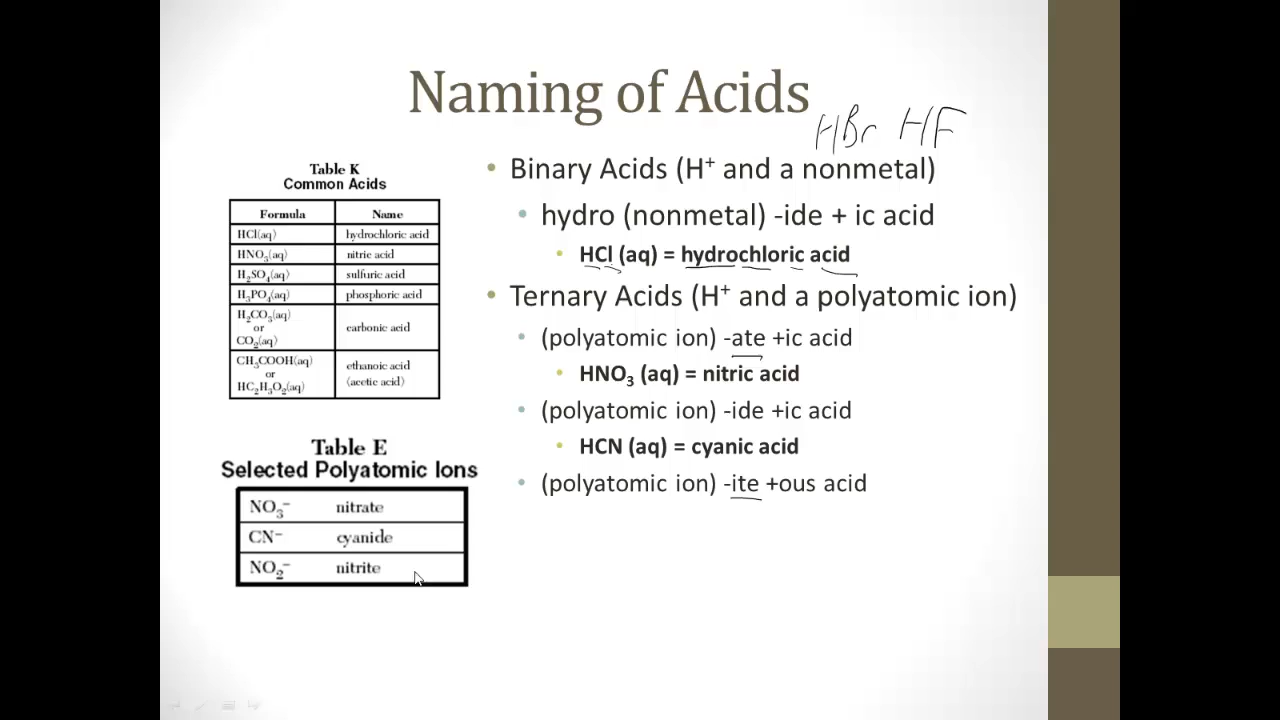 Naming of Acids
HBr HF
Table K
Common Acids
Formula Name
HCl(aq) hydrochloric acid
HNO₃(aq) nitric acid
H₂SO₄(aq) sulfuric acid
H₃PO₄(aq) phosphoric acid
H₂CO₃(aq)
or
CO₂(aq)
carbonic acid
CH₃COOH(aq)
or
HC₂H₃O₂(aq)
ethanoic acid
(acetic acid)
Table E
Selected Polyatomic Ions
NO₃⁻ nitrate
CN⁻ cyanide
NO₂⁻ nitrite
• Binary Acids (H⁺ and a nonmetal)
• hydro (nonmetal) -ide + ic acid
• HCl (aq) = hydrochloric acid
• Ternary Acids (H⁺ and a polyatomic ion)
• (polyatomic ion) -ate +ic acid
• HNO₃ (aq) = nitric acid
• (polyatomic ion) -ide +ic acid
• HCN (aq) = cyanic acid
• (polyatomic ion) -ite +ous acid